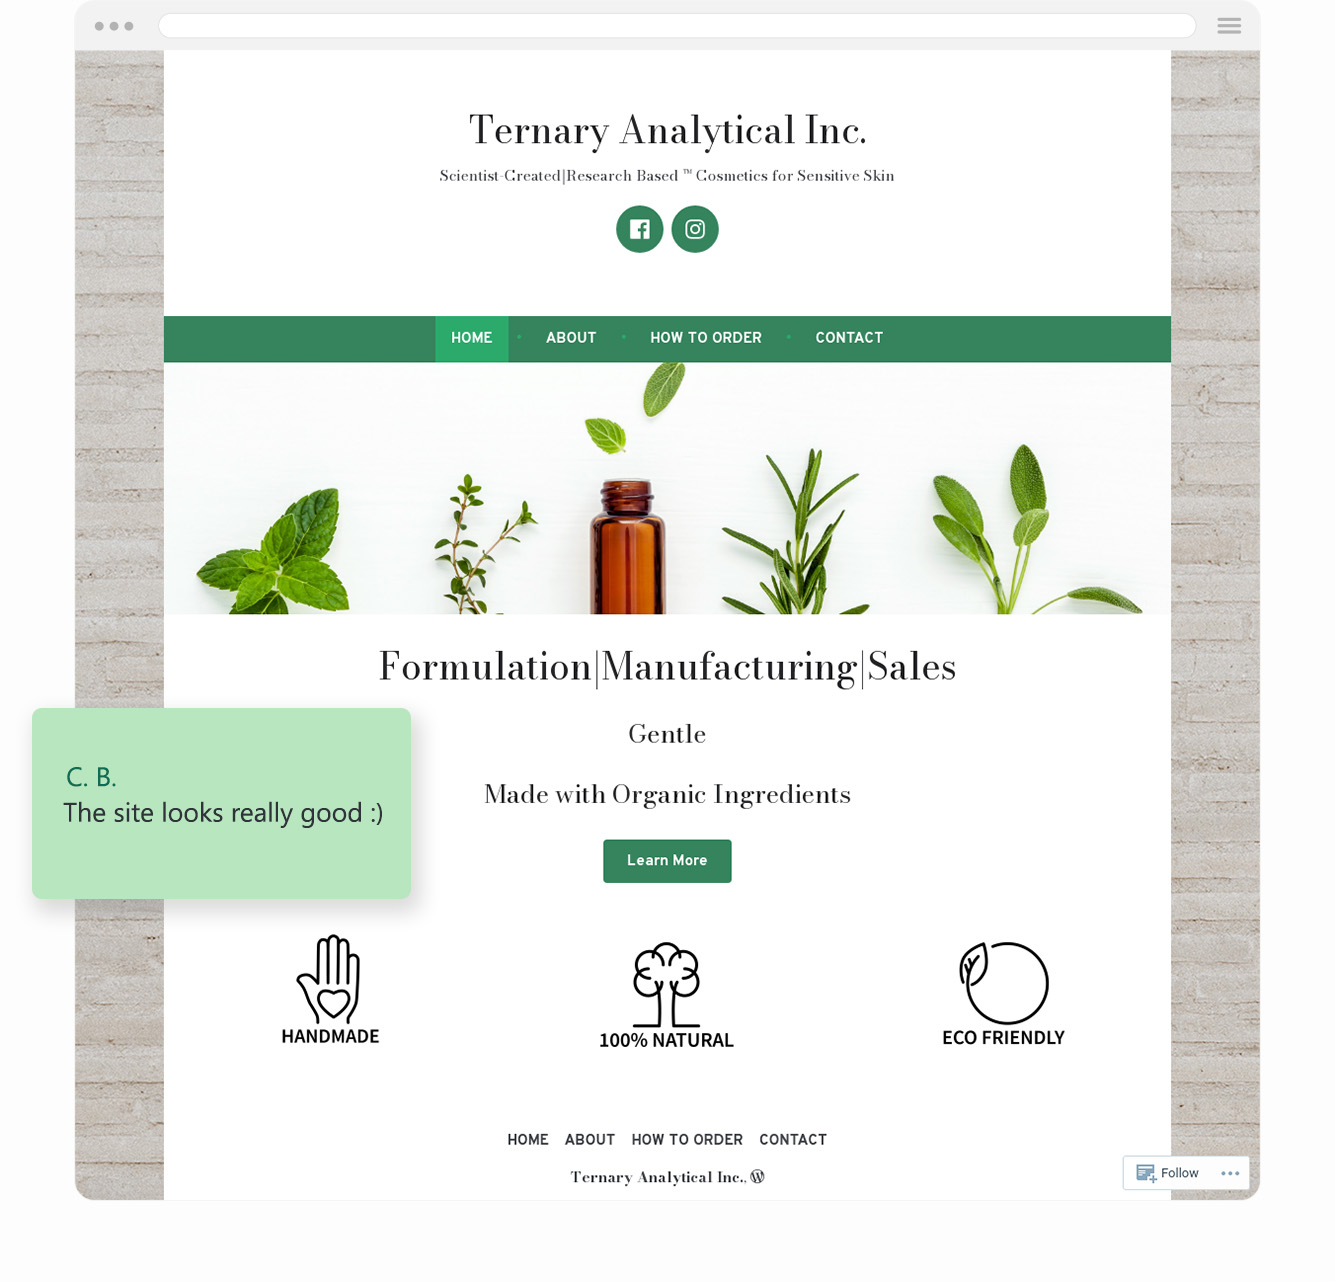 Ternary Analytical Inc.
Scientist-Created|Research Based ™ Cosmetics for Sensitive Skin
HOME • ABOUT • HOW TO ORDER • CONTACT
Formulation|Manufacturing|Sales
Gentle
Made with Organic Ingredients
Learn More
C. B.
The site looks really good :)
HANDMADE
100% NATURAL
ECO FRIENDLY
HOME ABOUT HOW TO ORDER CONTACT
Ternary Analytical Inc.,
Follow